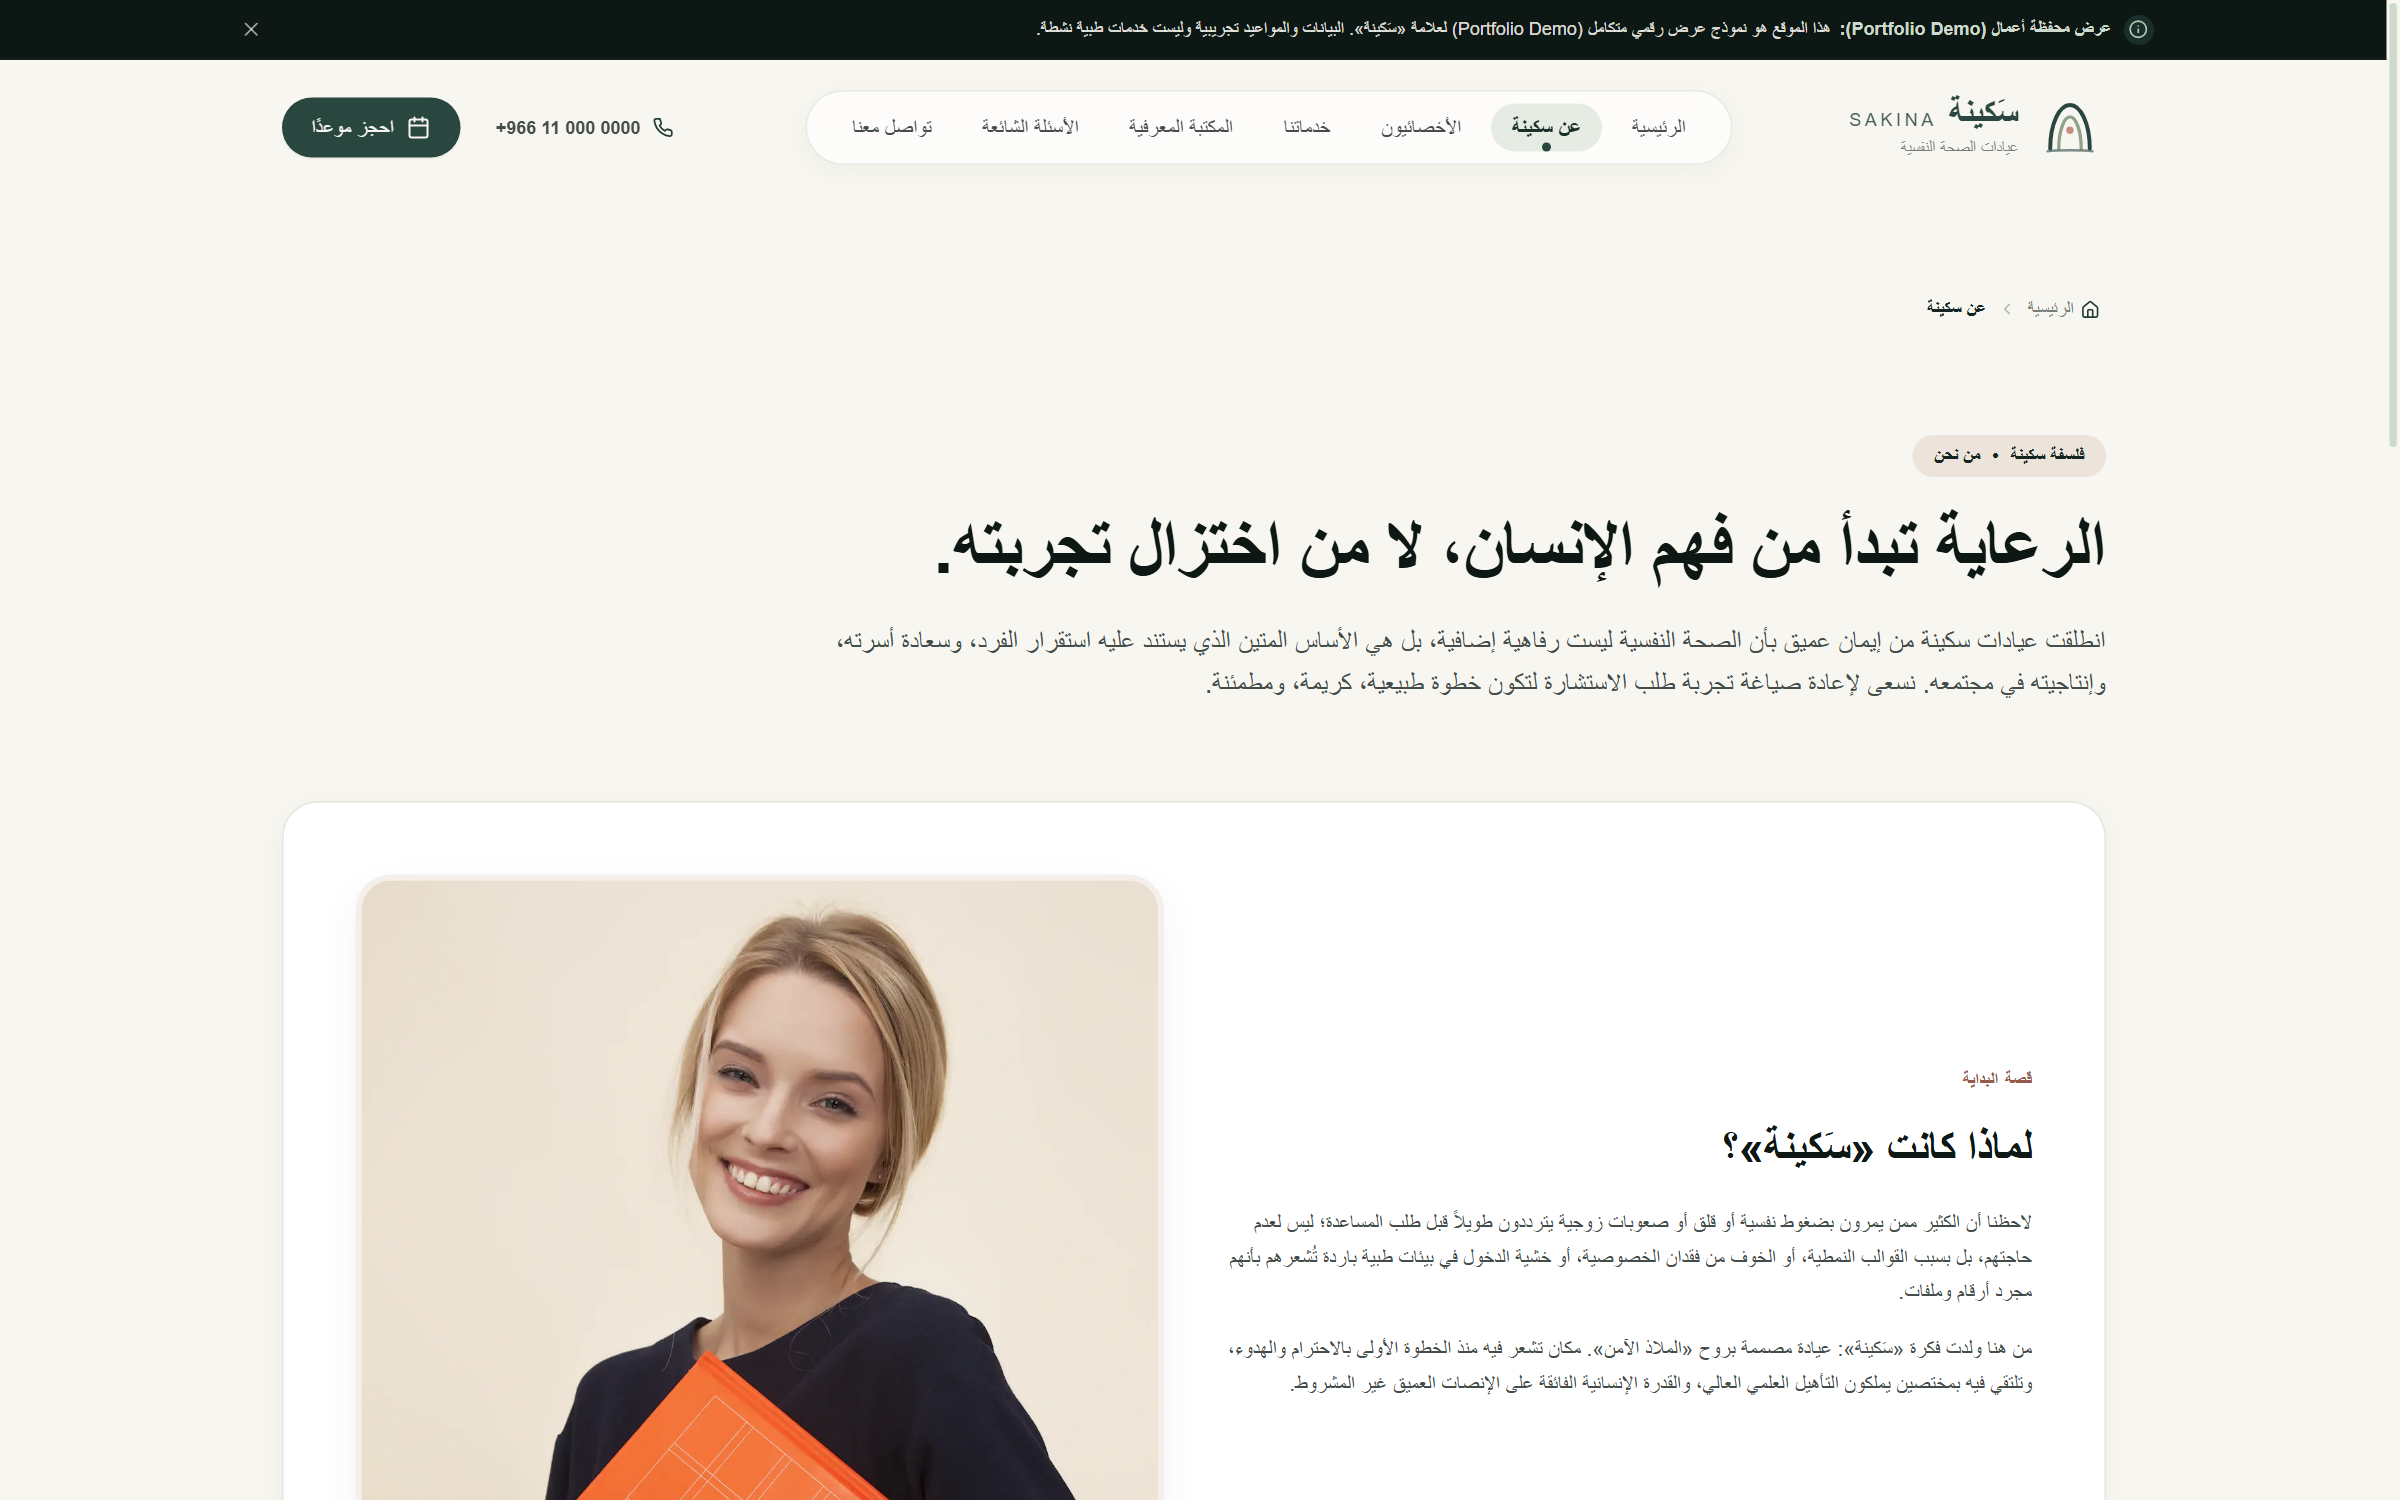 عرض محفظة أعمال (Portfolio Demo): هذا الموقع هو نموذج عرض رقمي متكامل (Portfolio Demo) لعلامة «سَكينة». البيانات والمواعيد تجريبية وليست خدمات طبية نشطة.
سَكينة SAKINA
عيادات الصحة النفسية
الرئيسية
عن سكينة
الأخصائيون
خدماتنا
المكتبة المعرفية
الأسئلة الشائعة
تواصل معنا
+966 11 000 0000
احجز موعدًا
الرئيسية
عن سكينة
فلسفة سكينة • من نحن
الرعاية تبدأ من فهم الإنسان، لا من اختزال تجربته.
انطلقت عيادات سكينة من إيمان عميق بأن الصحة النفسية ليست رفاهية إضافية، بل هي الأساس المتين الذي يستند عليه استقرار الفرد، وسعادة أسرته،
وإنتاجيته في مجتمعه. نسعى لإعادة صياغة تجربة طلب الاستشارة لتكون خطوة طبيعية، كريمة، ومطمئنة.
قصة البداية
لماذا كانت «سَكينة»؟
لاحظنا أن الكثير ممن يمرون بضغوط نفسية أو قلق أو صعوبات زوجية يترددون طويلاً قبل طلب المساعدة؛ ليس لعدم
حاجتهم، بل بسبب القوالب النمطية، أو الخوف من فقدان الخصوصية، أو خشية الدخول في بيئات طبية باردة تُشعرهم بأنهم
مجرد أرقام وملفات.
من هنا ولدت فكرة «سَكينة»: عيادة مصممة بروح «الملاذ الآمن». مكان تشعر فيه منذ الخطوة الأولى بالاحترام والهدوء،
وتلتقي فيه بمختصين يملكون التأهيل العلمي العالي، والقدرة الإنسانية الفائقة على الإنصات العميق غير المشروط.